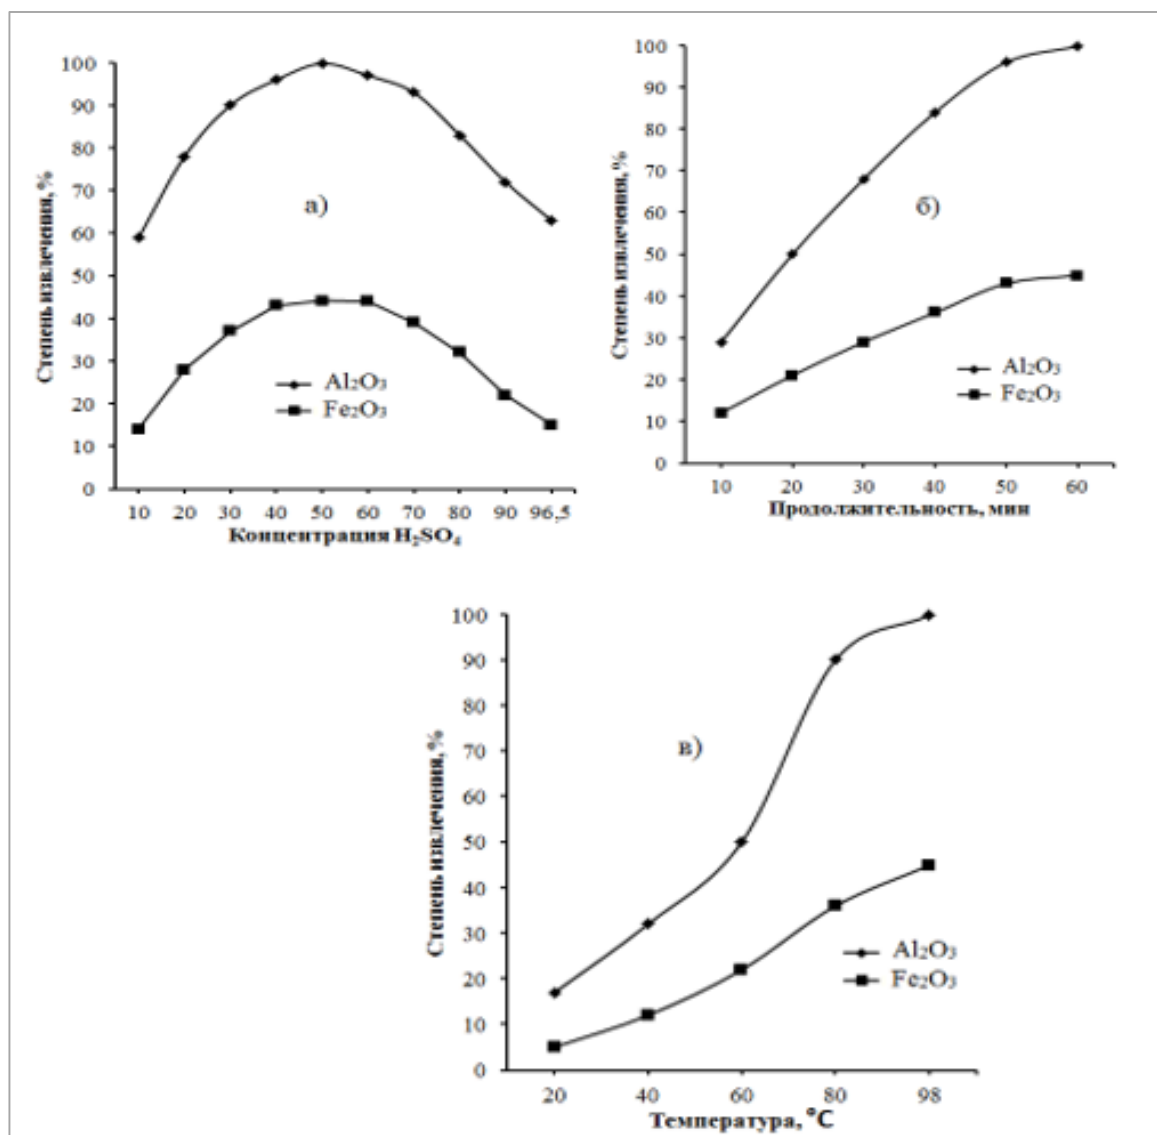 100
90
80
70
60
50
40
30
20
10
0
Степень извлечения, %
а)
Al₂O₃
Fe₂O₃
10 20 30 40 50 60 70 80 90 96,5
Концентрация H₂SO₄
100
90
80
70
60
50
40
30
20
10
0
Степень извлечения, %
б)
Al₂O₃
Fe₂O₃
10 20 30 40 50 60
Продолжительность, мин
100
90
80
70
60
50
40
30
20
10
0
Степень извлечения, %
в)
Al₂O₃
Fe₂O₃
20 40 60 80 98
Температура, °C